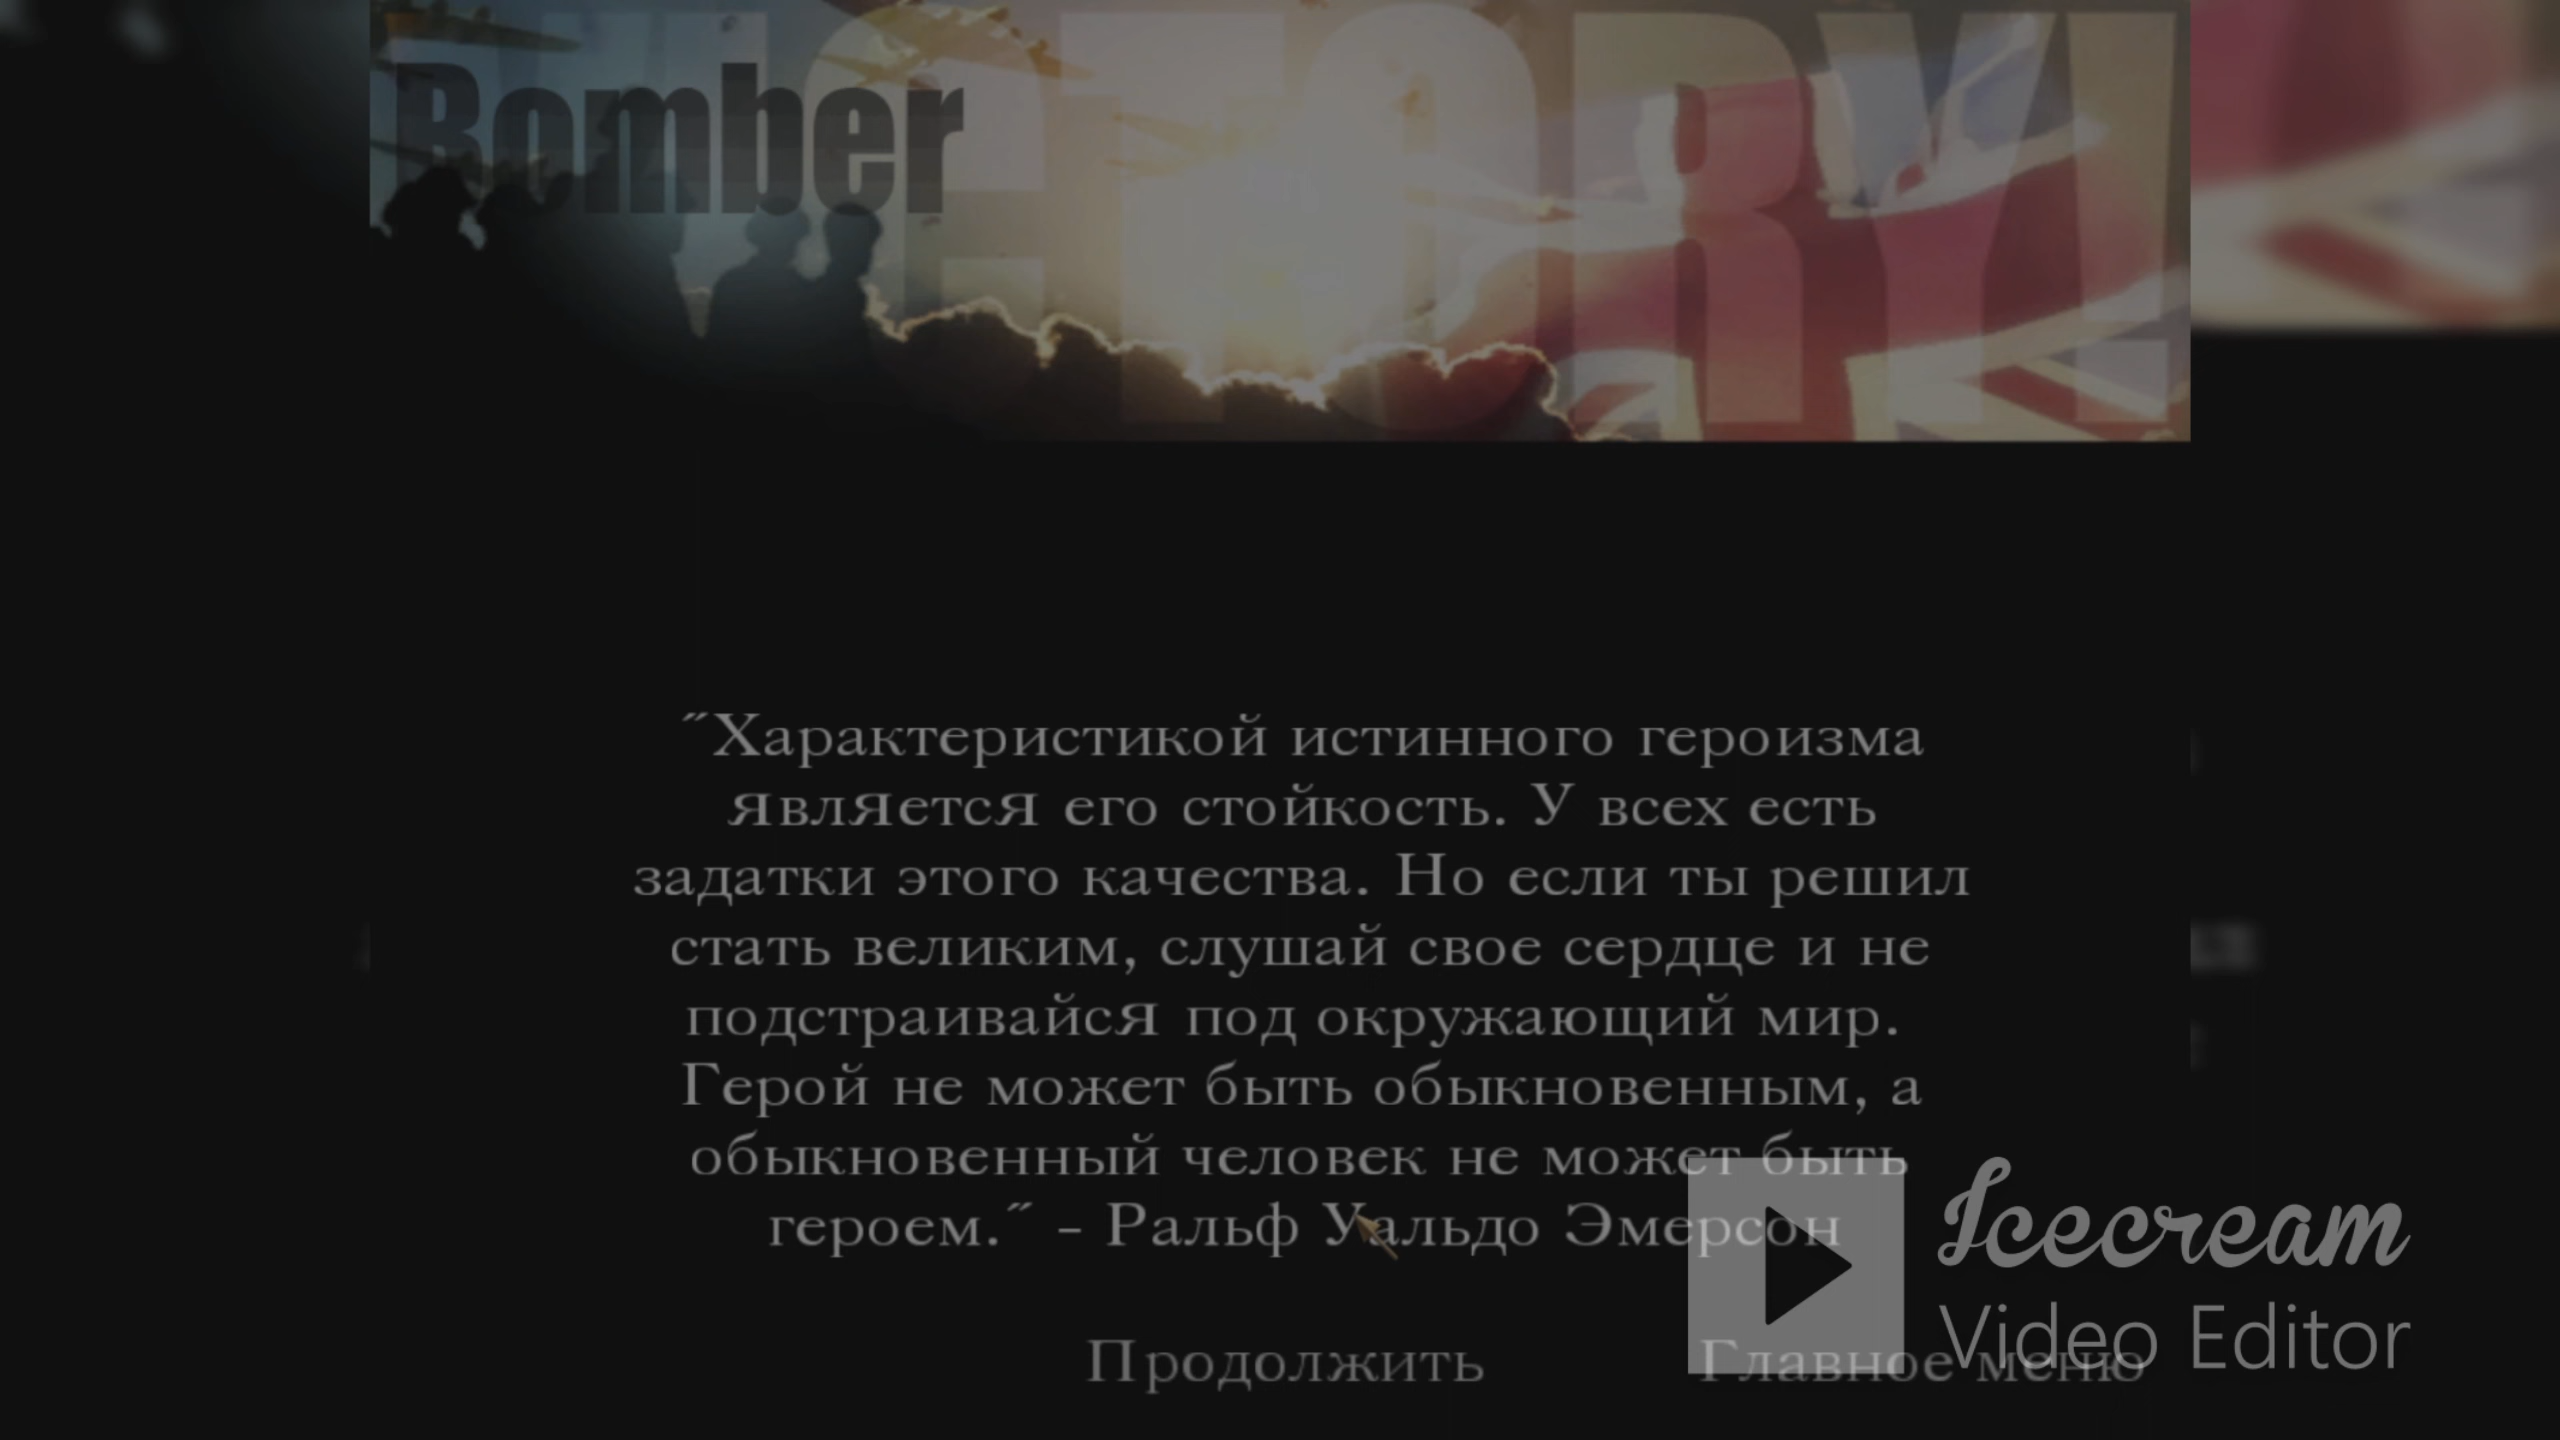 VICTORY!
Bomber
"Характеристикой истинного героизма
является его стойкость. У всех есть
задатки этого качества. Но если ты решил
стать великим, слушай свое сердце и не
подстраивайся под окружающий мир.
Герой не может быть обыкновенным, а
обыкновенный человек не может быть
героем." - Ральф Уальдо Эмерсон
Icecream
Video Editor
Продолжить Главное меню